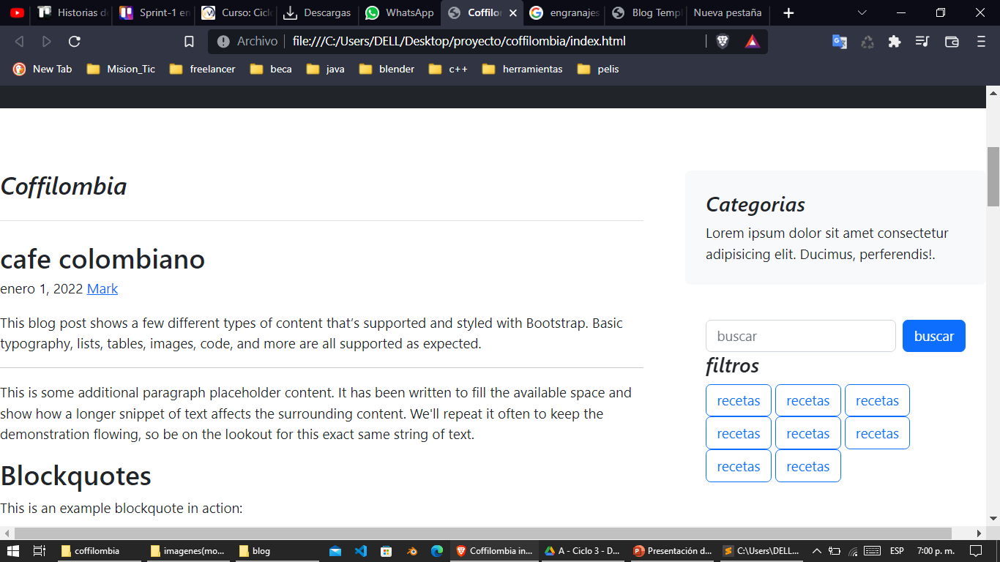 Historias d
Sprint-1 en
Curso: Cicl
Descargas
WhatsApp
Coffilo
engranajes
Blog Templ
Nueva pestaña
Archivo
file:///C:/Users/DELL/Desktop/proyecto/coffilombia/index.html
New Tab
Mision_Tic
freelancer
beca
java
blender
c++
herramientas
pelis
Coffilombia
cafe colombiano
enero 1, 2022 Mark
This blog post shows a few different types of content that’s supported and styled with Bootstrap. Basic
typography, lists, tables, images, code, and more are all supported as expected.
This is some additional paragraph placeholder content. It has been written to fill the available space and
show how a longer snippet of text affects the surrounding content. We'll repeat it often to keep the
demonstration flowing, so be on the lookout for this exact same string of text.
Blockquotes
This is an example blockquote in action:
Categorias
Lorem ipsum dolor sit amet consectetur
adipisicing elit. Ducimus, perferendis!.
buscar
buscar
filtros
recetas recetas recetas
recetas recetas recetas
recetas recetas
coffilombia
imagenes(mo...
blog
Coffilombia in...
A - Ciclo 3 - D...
Presentación d...
C:\Users\DELL...
ESP
7:00 p. m.